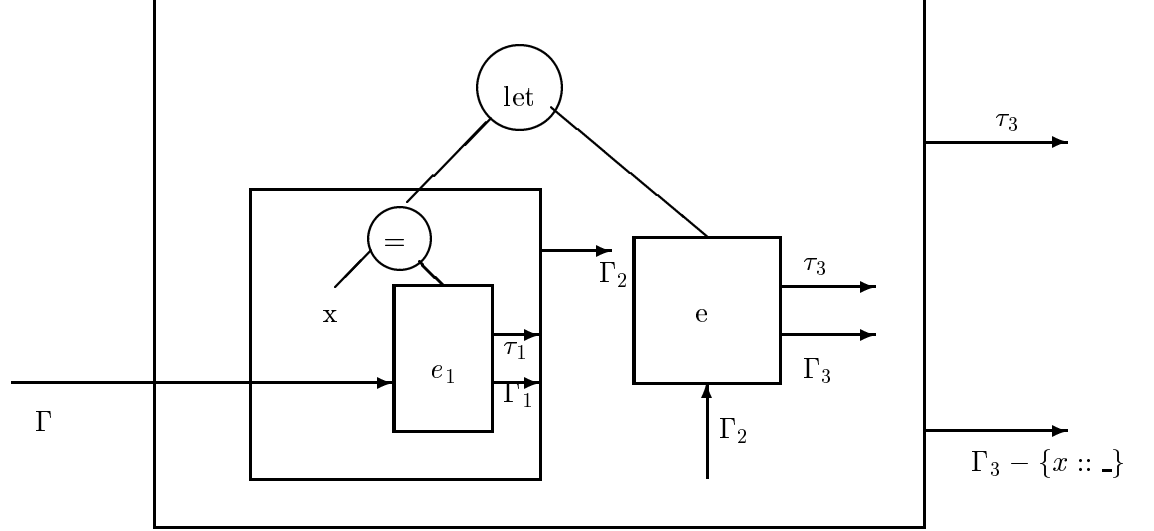 let
τ₃
=
Γ₂
τ₃
x
e
τ₁
e₁
Γ₃
Γ₁
Γ
Γ₂
Γ₃ − {x :: _}